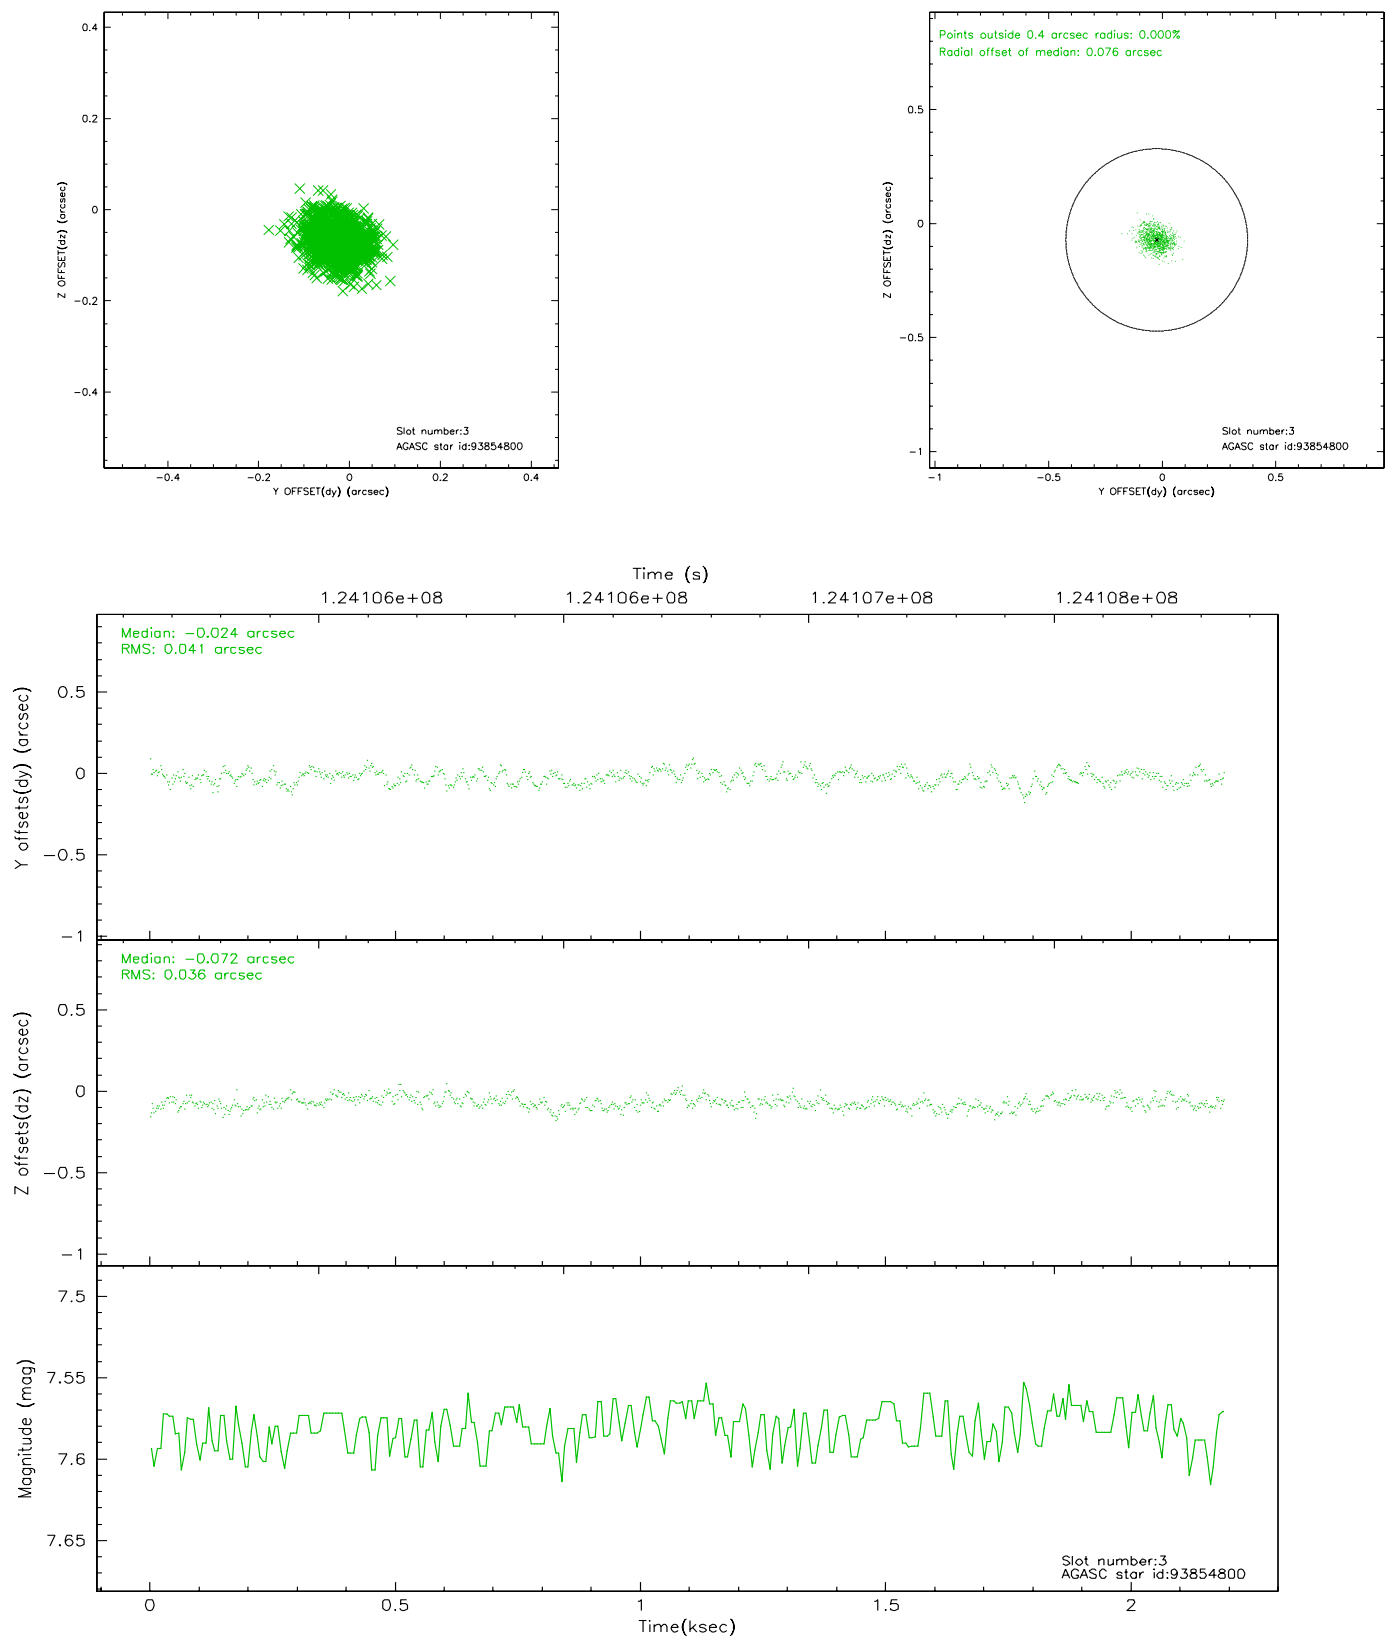 0.4
0.2
0
−0.2
−0.4
Z OFFSET(dz) (arcsec)
Slot number:3
AGASC star id:93854800
−0.4 −0.2 0 0.2 0.4
Y OFFSET(dy) (arcsec)
Points outside 0.4 arcsec radius: 0.000%
Radial offset of median: 0.076 arcsec
0.5
0
−0.5
−1
Z OFFSET(dz) (arcsec)
Slot number:3
AGASC star id:93854800
−1 −0.5 0 0.5
Y OFFSET(dy) (arcsec)
Time (s)
1.24106e+08 1.24106e+08 1.24107e+08 1.24108e+08
Median: −0.024 arcsec
RMS: 0.041 arcsec
0.5
0
−0.5
−1
Y offsets(dy) (arcsec)
Median: −0.072 arcsec
RMS: 0.036 arcsec
0.5
0
−0.5
−1
Z offsets(dz) (arcsec)
7.5
7.55
7.6
7.65
Magnitude (mag)
Slot number:3
AGASC star id:93854800
0 0.5 1 1.5 2
Time(ksec)